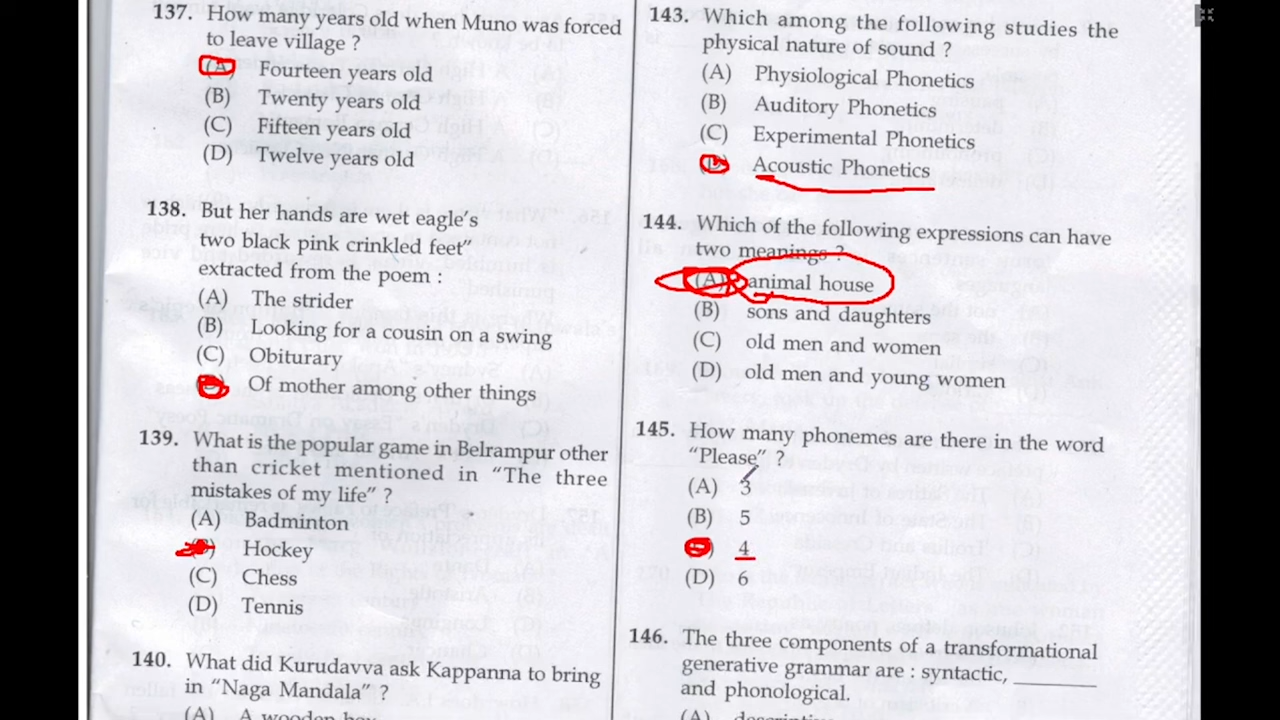 137. How many years old when Muno was forced
to leave village ?
(A) Fourteen years old
(B) Twenty years old
(C) Fifteen years old
(D) Twelve years old
138. But her hands are wet eagle's
two black pink crinkled feet"
extracted from the poem :
(A) The strider
(B) Looking for a cousin on a swing
(C) Obiturary
Of mother among other things
139. What is the popular game in Belrampur other
than cricket mentioned in "The three
mistakes of my life" ?
(A) Badminton
Hockey
(C) Chess
(D) Tennis
140. What did Kurudavva ask Kappanna to bring
in "Naga Mandala" ?
(A) A wooden box
143. Which among the following studies the
physical nature of sound ?
(A) Physiological Phonetics
(B) Auditory Phonetics
(C) Experimental Phonetics
Acoustic Phonetics
144. Which of the following expressions can have
two meanings ?
(A) animal house
(B) sons and daughters
(C) old men and women
(D) old men and young women
145. How many phonemes are there in the word
"Please" ?
(A) 3
(B) 5
4
(D) 6
146. The three components of a transformational
generative grammar are : syntactic, ________
and phonological.
(A) descriptive